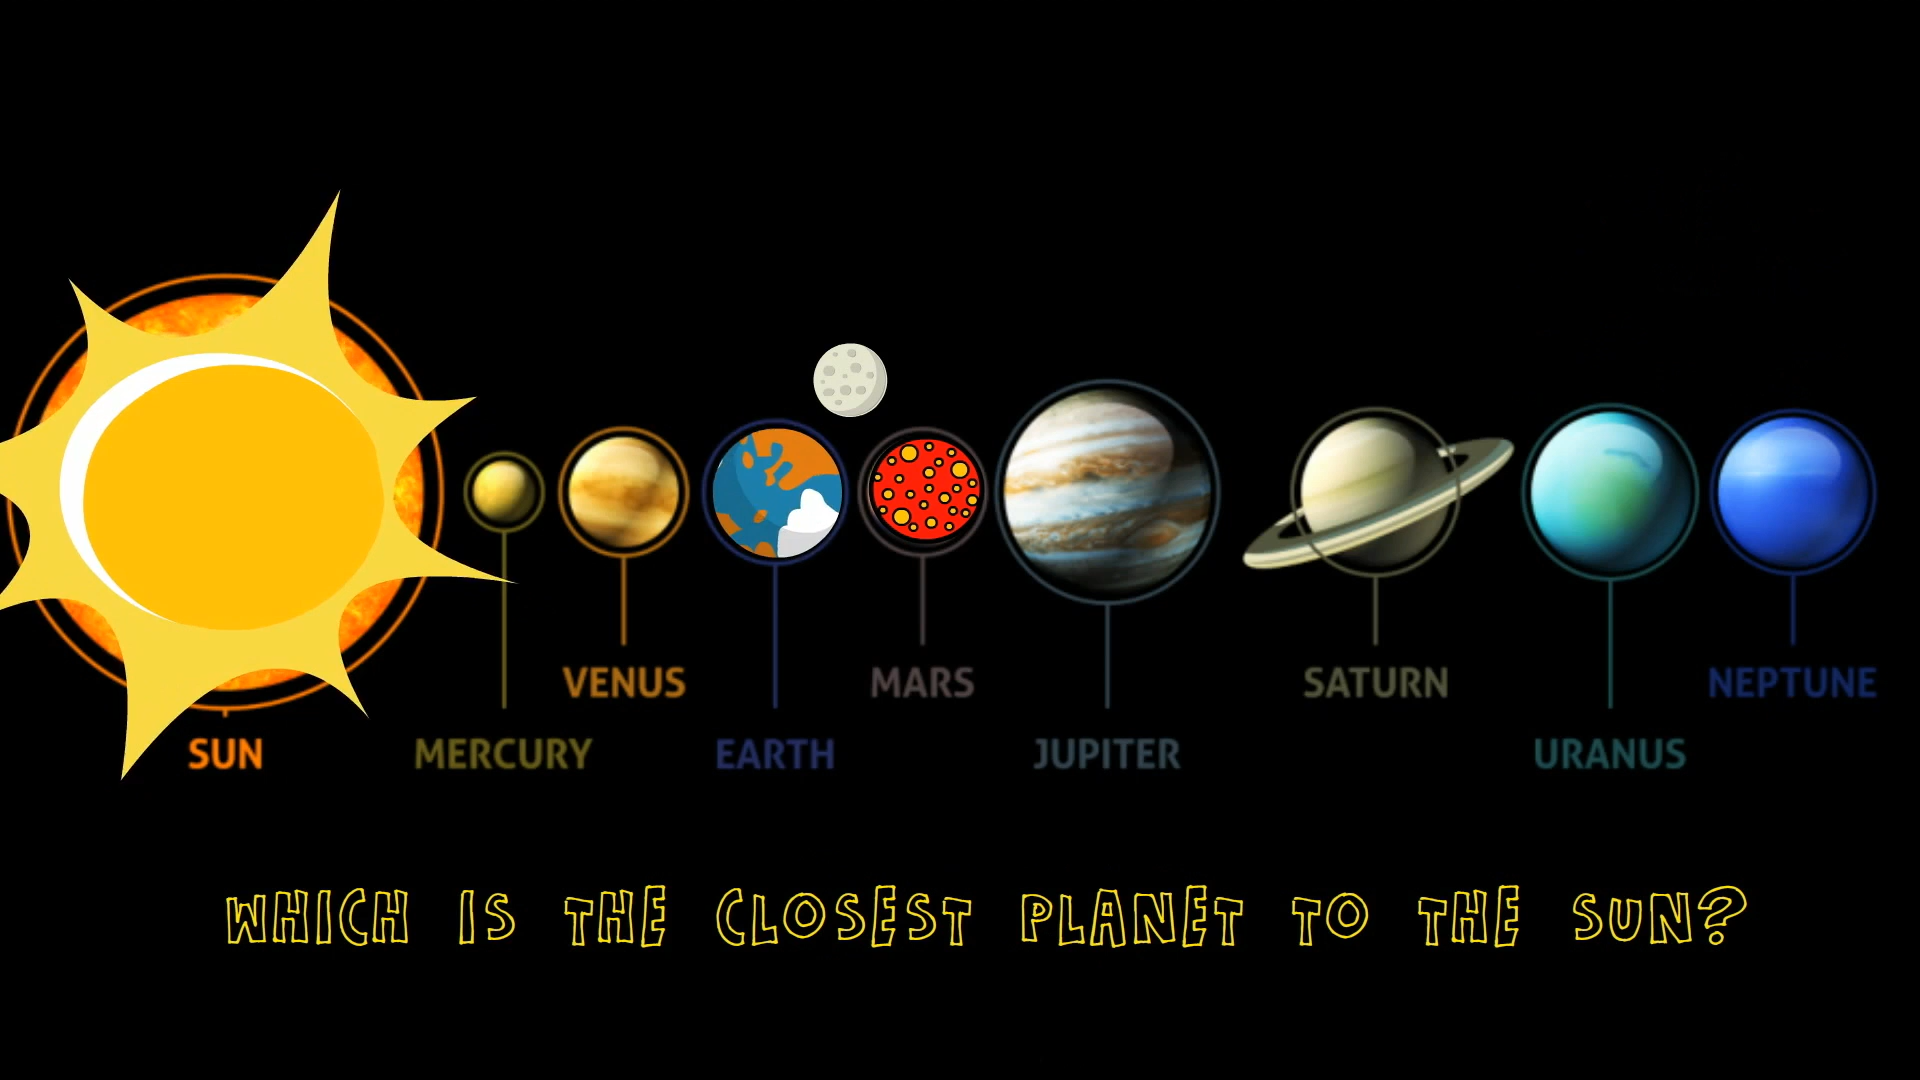 VENUS
MARS
SATURN
NEPTUNE
SUN
MERCURY
EARTH
JUPITER
URANUS
WHICH IS THE CLOSEST PLANET TO THE SUN?